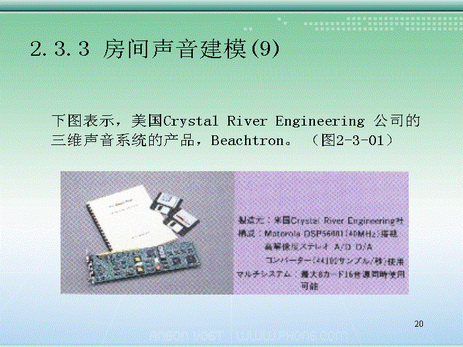 2.3.3 房间声音建模(9)
下图表示，美国Crystal River Engineering 公司的
三维声音系统的产品，Beachtron。（图2-3-01）
製造元：米国Crystal River Engineering社
構成：Motorola DSP56001(40MHz)搭載
高解像度ステレオ A/D D/A
コンバーター(44100サンプル/秒)使用
マルチシステム：最大8カード16音源同時使用
可能
20